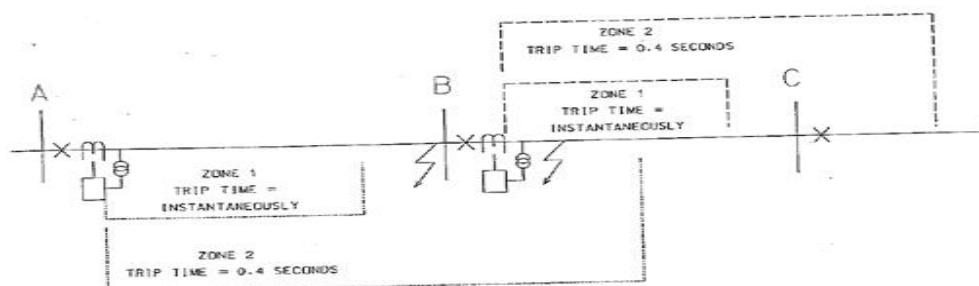 ZONE 2
TRIP TIME = 0.4 SECONDS
A
B
C
ZONE 1
TRIP TIME =
INSTANTANEOUSLY
ZONE 1
TRIP TIME =
INSTANTANEOUSLY
ZONE 2
TRIP TIME = 0.4 SECONDS